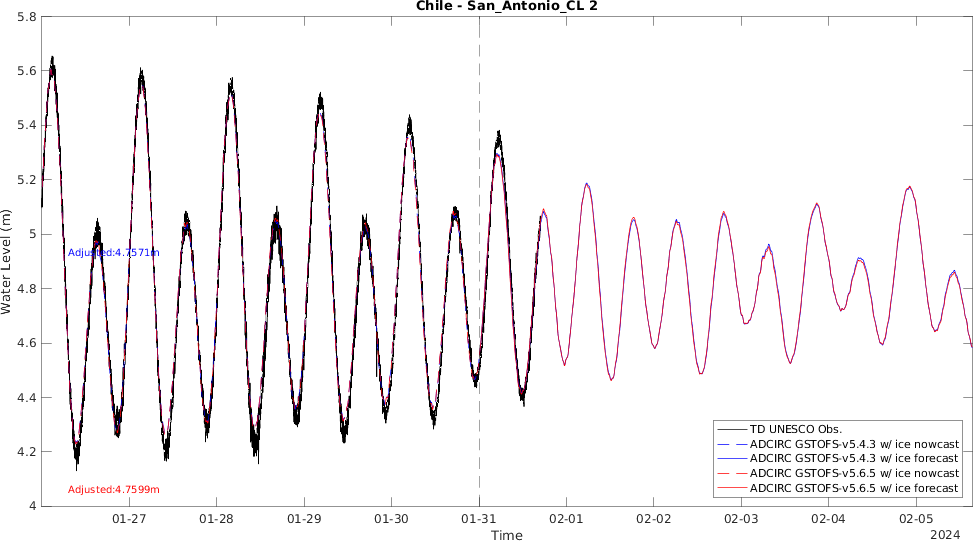 Chile - San_Antonio_CL 2
Water Level (m)
5.8
5.6
5.4
5.2
5
4.8
4.6
4.4
4.2
4
Adjusted:4.7571m
Adjusted:4.7599m
TD UNESCO Obs.
ADCIRC GSTOFS-v5.4.3 w/ ice nowcast
ADCIRC GSTOFS-v5.4.3 w/ ice forecast
ADCIRC GSTOFS-v5.6.5 w/ ice nowcast
ADCIRC GSTOFS-v5.6.5 w/ ice forecast
01-27 01-28 01-29 01-30 01-31 02-01 02-02 02-03 02-04 02-05
Time
2024